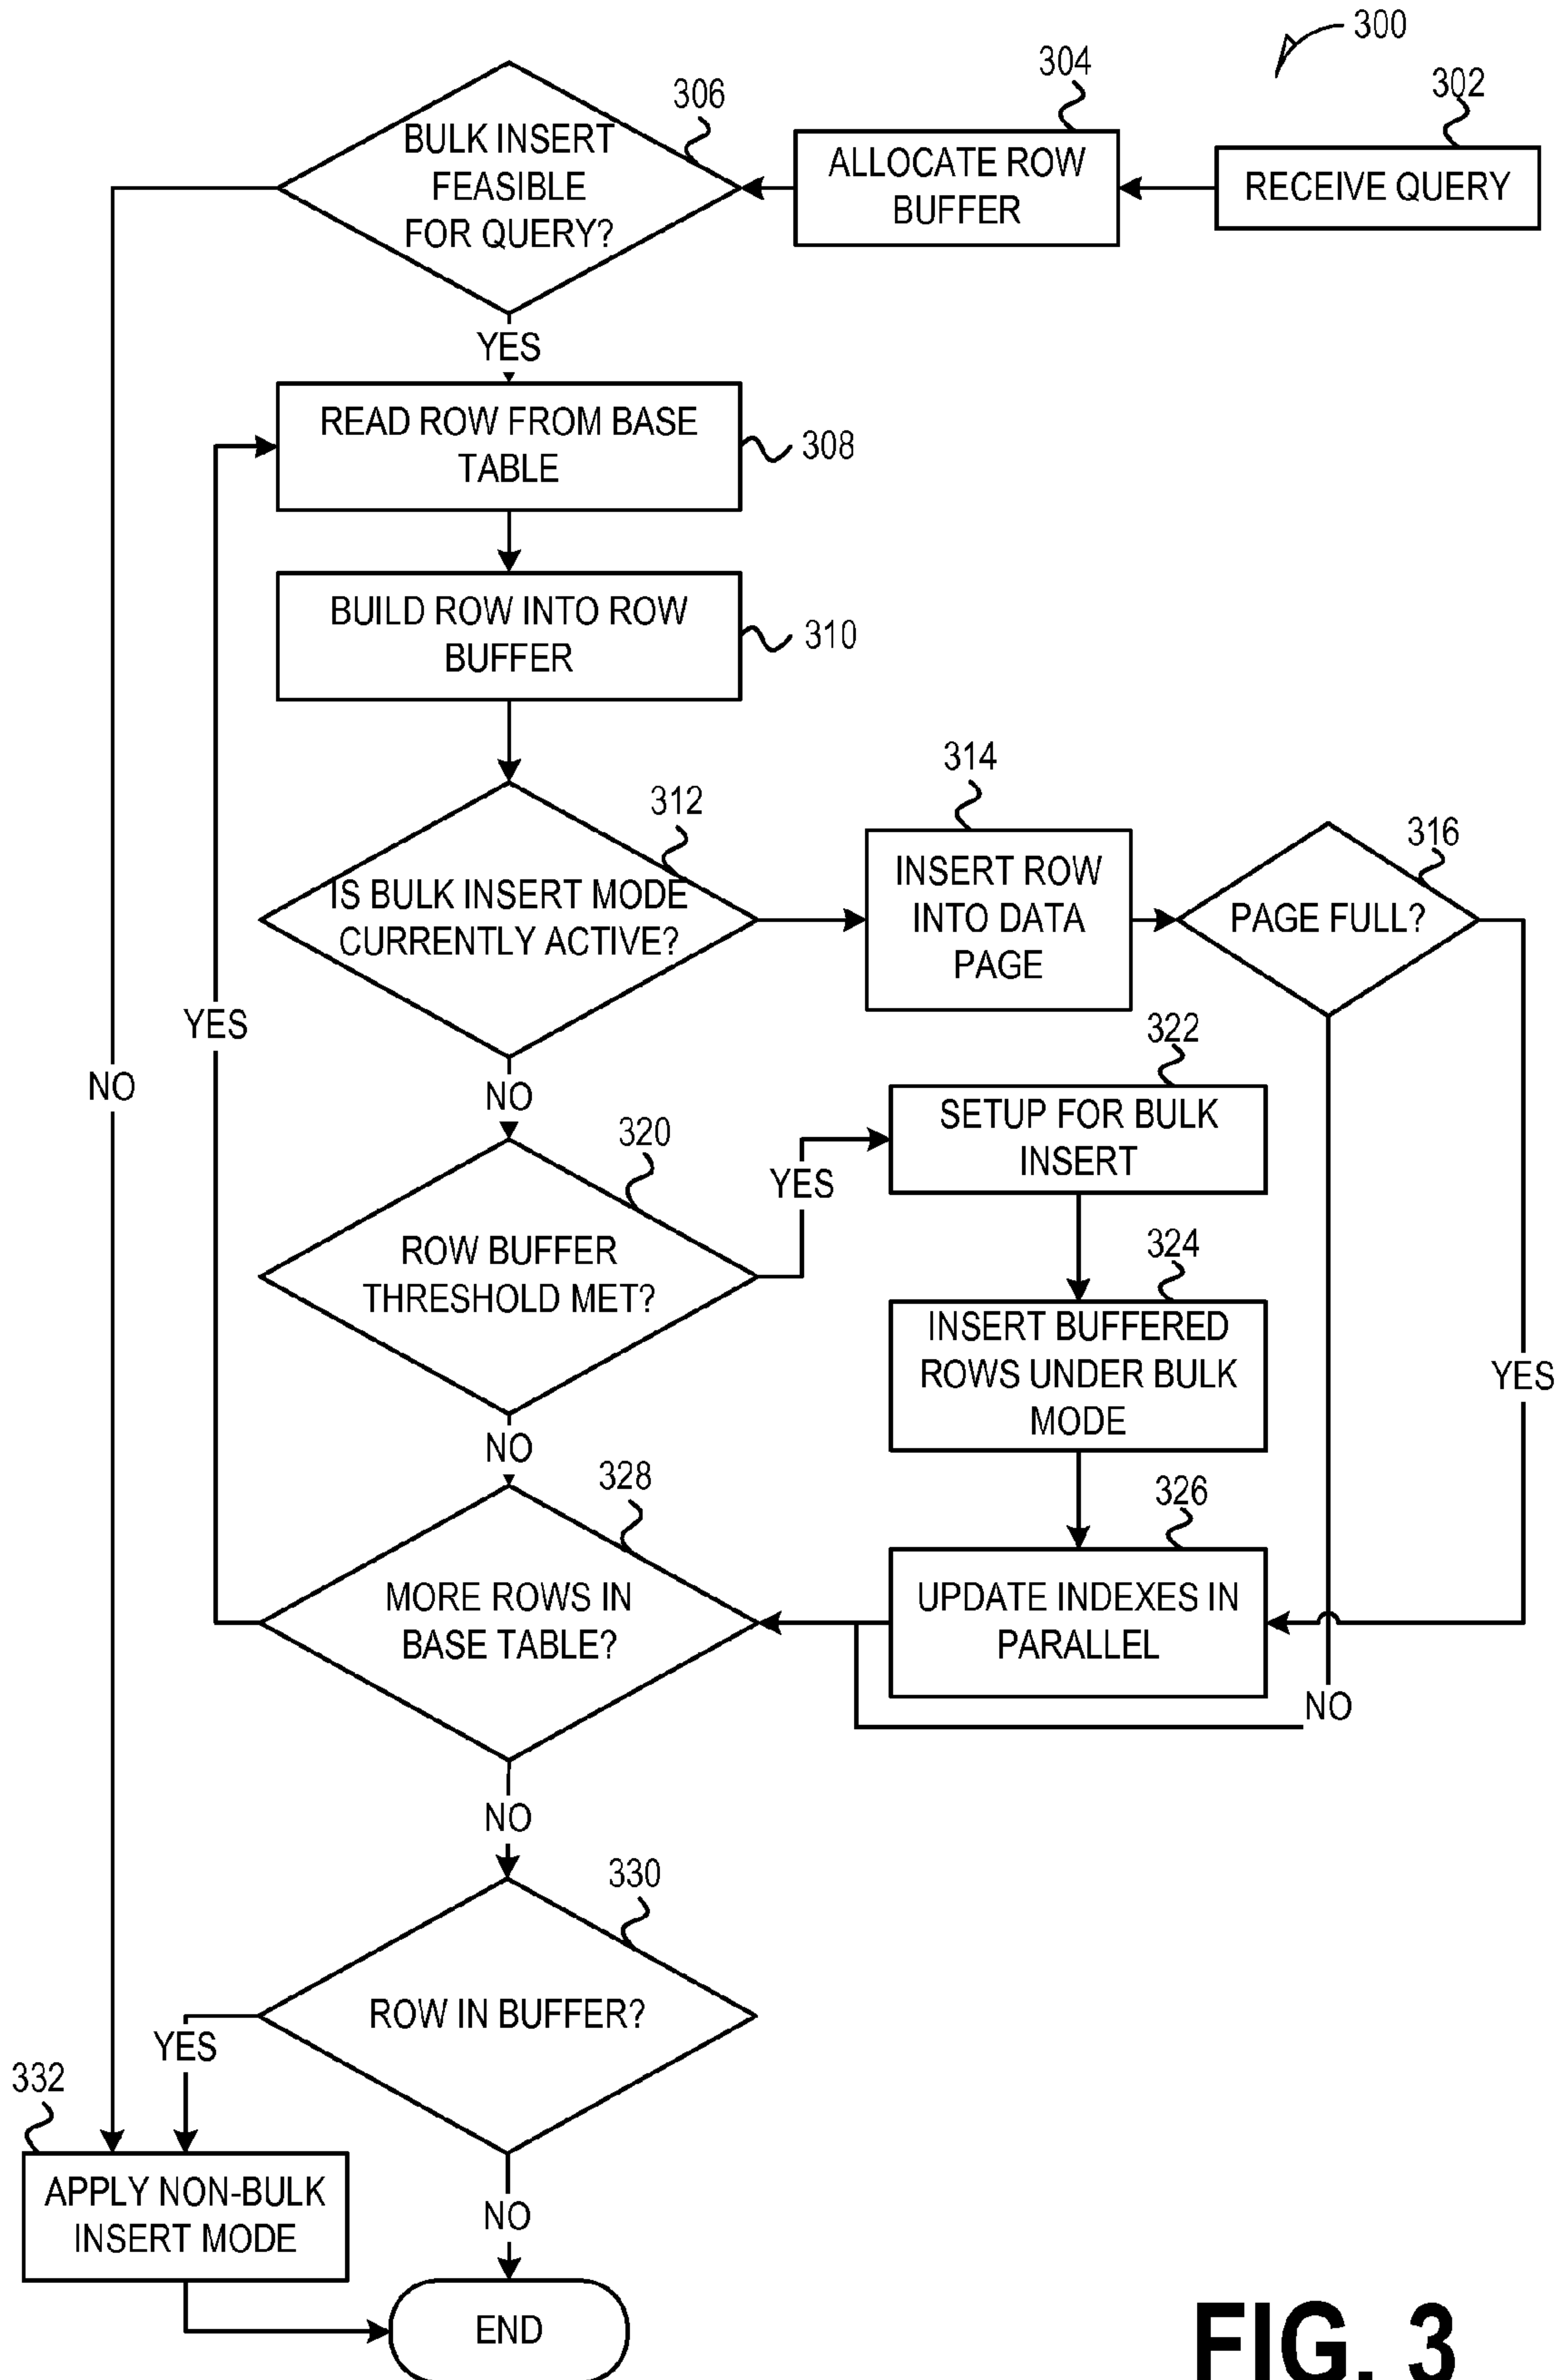 300
304
302
306
BULK INSERT
FEASIBLE
FOR QUERY?
ALLOCATE ROW
BUFFER
RECEIVE QUERY
YES
READ ROW FROM BASE
TABLE
308
BUILD ROW INTO ROW
BUFFER
310
312
IS BULK INSERT MODE
CURRENTLY ACTIVE?
314
INSERT ROW
INTO DATA
PAGE
316
PAGE FULL?
YES
NO
NO
322
SETUP FOR BULK
INSERT
320
YES
ROW BUFFER
THRESHOLD MET?
324
INSERT BUFFERED
ROWS UNDER BULK
MODE
YES
NO
328
326
MORE ROWS IN
BASE TABLE?
UPDATE INDEXES IN
PARALLEL
NO
NO
330
ROW IN BUFFER?
YES
332
APPLY NON-BULK
INSERT MODE
NO
END
FIG. 3